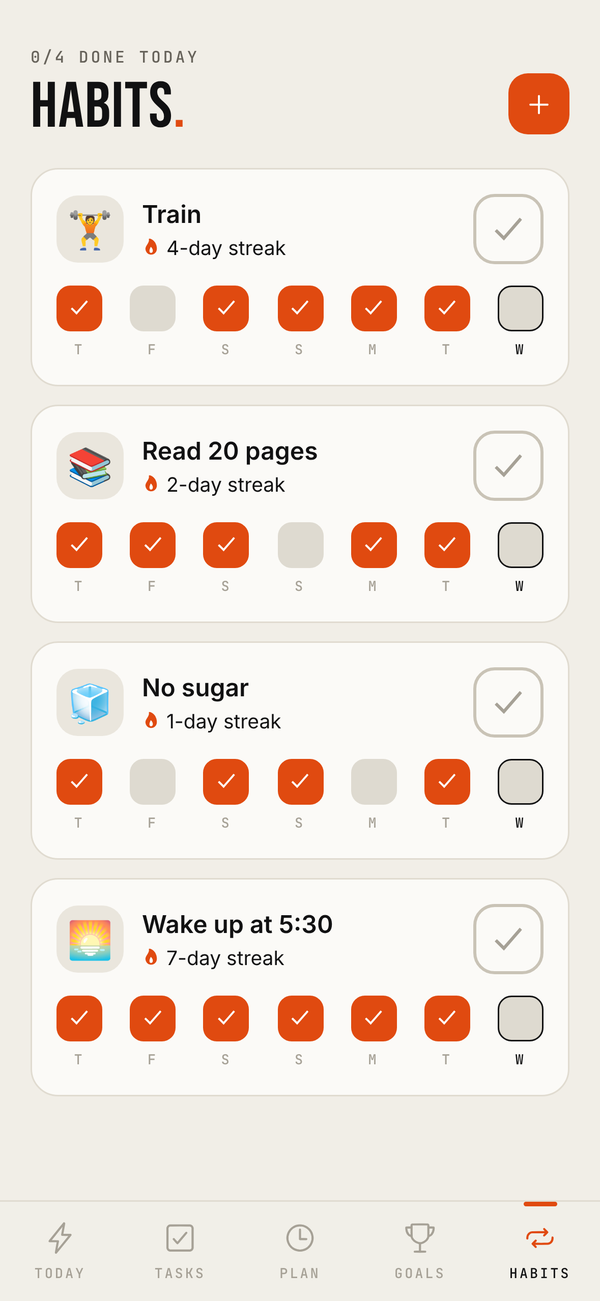 0/4 DONE TODAY
HABITS.
Train
4-day streak
T F S S M T W
Read 20 pages
2-day streak
T F S S M T W
No sugar
1-day streak
T F S S M T W
Wake up at 5:30
7-day streak
T F S S M T W
TODAY TASKS PLAN GOALS HABITS